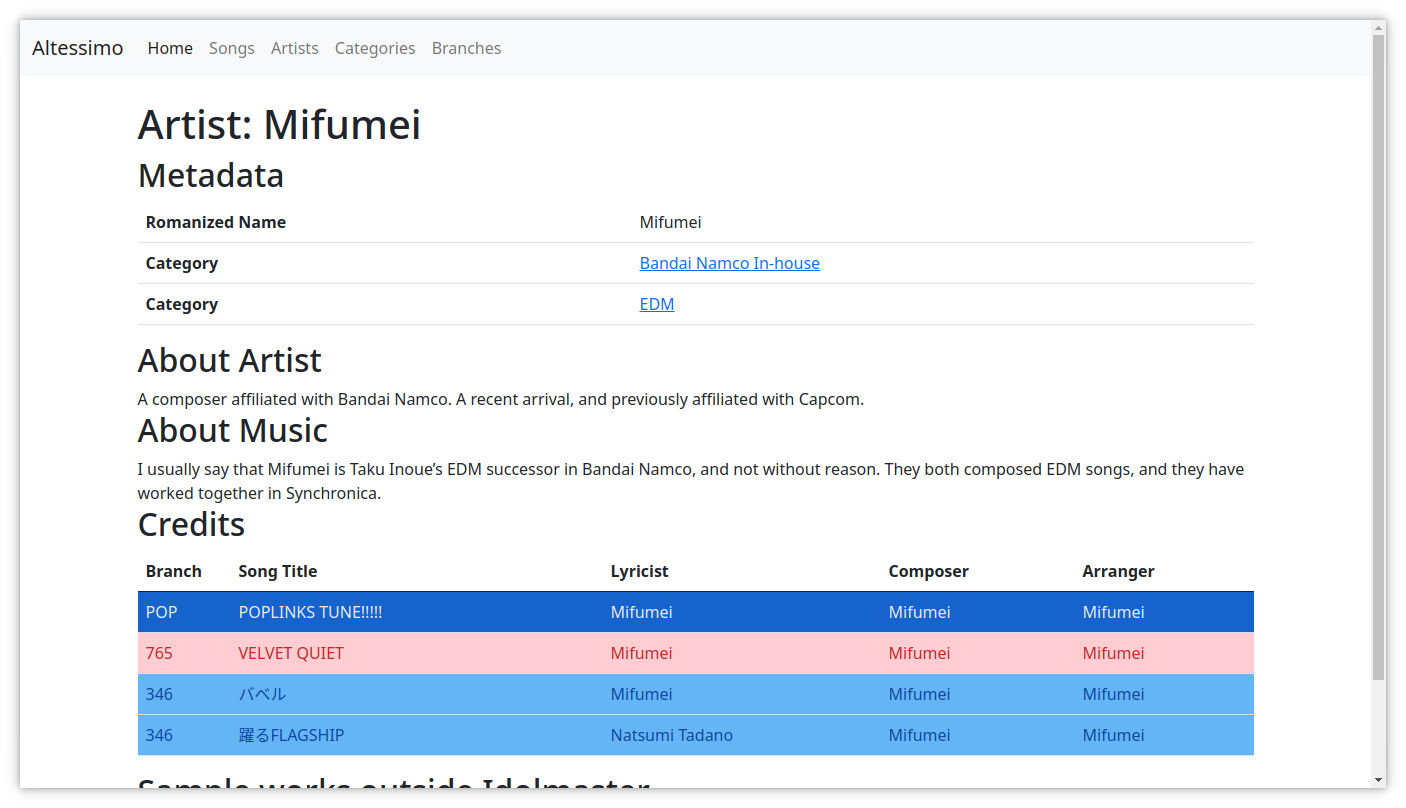 Altessimo Home Songs Artists Categories Branches
Artist: Mifumei
Metadata
Romanized Name Mifumei
Category Bandai Namco In-house
Category EDM
About Artist
A composer affiliated with Bandai Namco. A recent arrival, and previously affiliated with Capcom.
About Music
I usually say that Mifumei is Taku Inoue’s EDM successor in Bandai Namco, and not without reason. They both composed EDM songs, and they have
worked together in Synchronica.
Credits
Branch Song Title Lyricist Composer Arranger
POP POPLINKS TUNE!!!!! Mifumei Mifumei Mifumei
765 VELVET QUIET Mifumei Mifumei Mifumei
346 バベル Mifumei Mifumei Mifumei
346 躍るFLAGSHIP Natsumi Tadano Mifumei Mifumei
Sample works outside Idolmaster